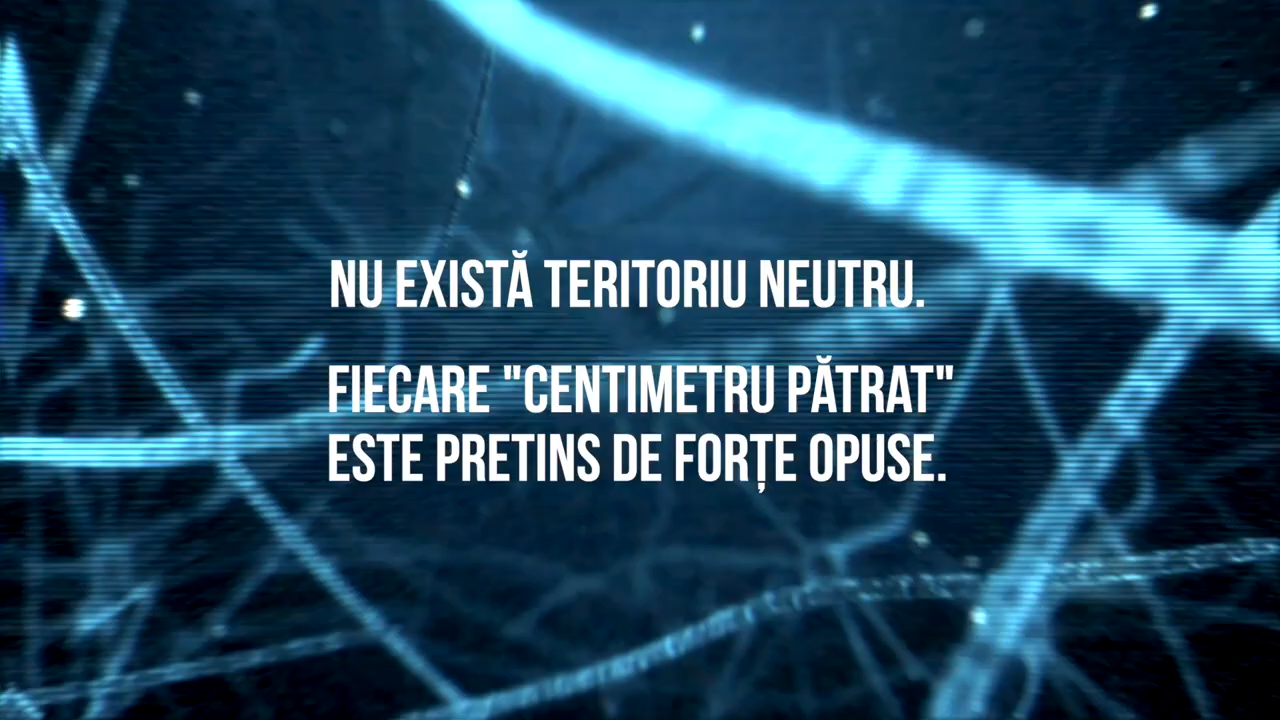 NU EXISTĂ TERITORIU NEUTRU.
FIECARE "CENTIMETRU PĂTRAT"
ESTE PRETINS DE FORȚE OPUSE.